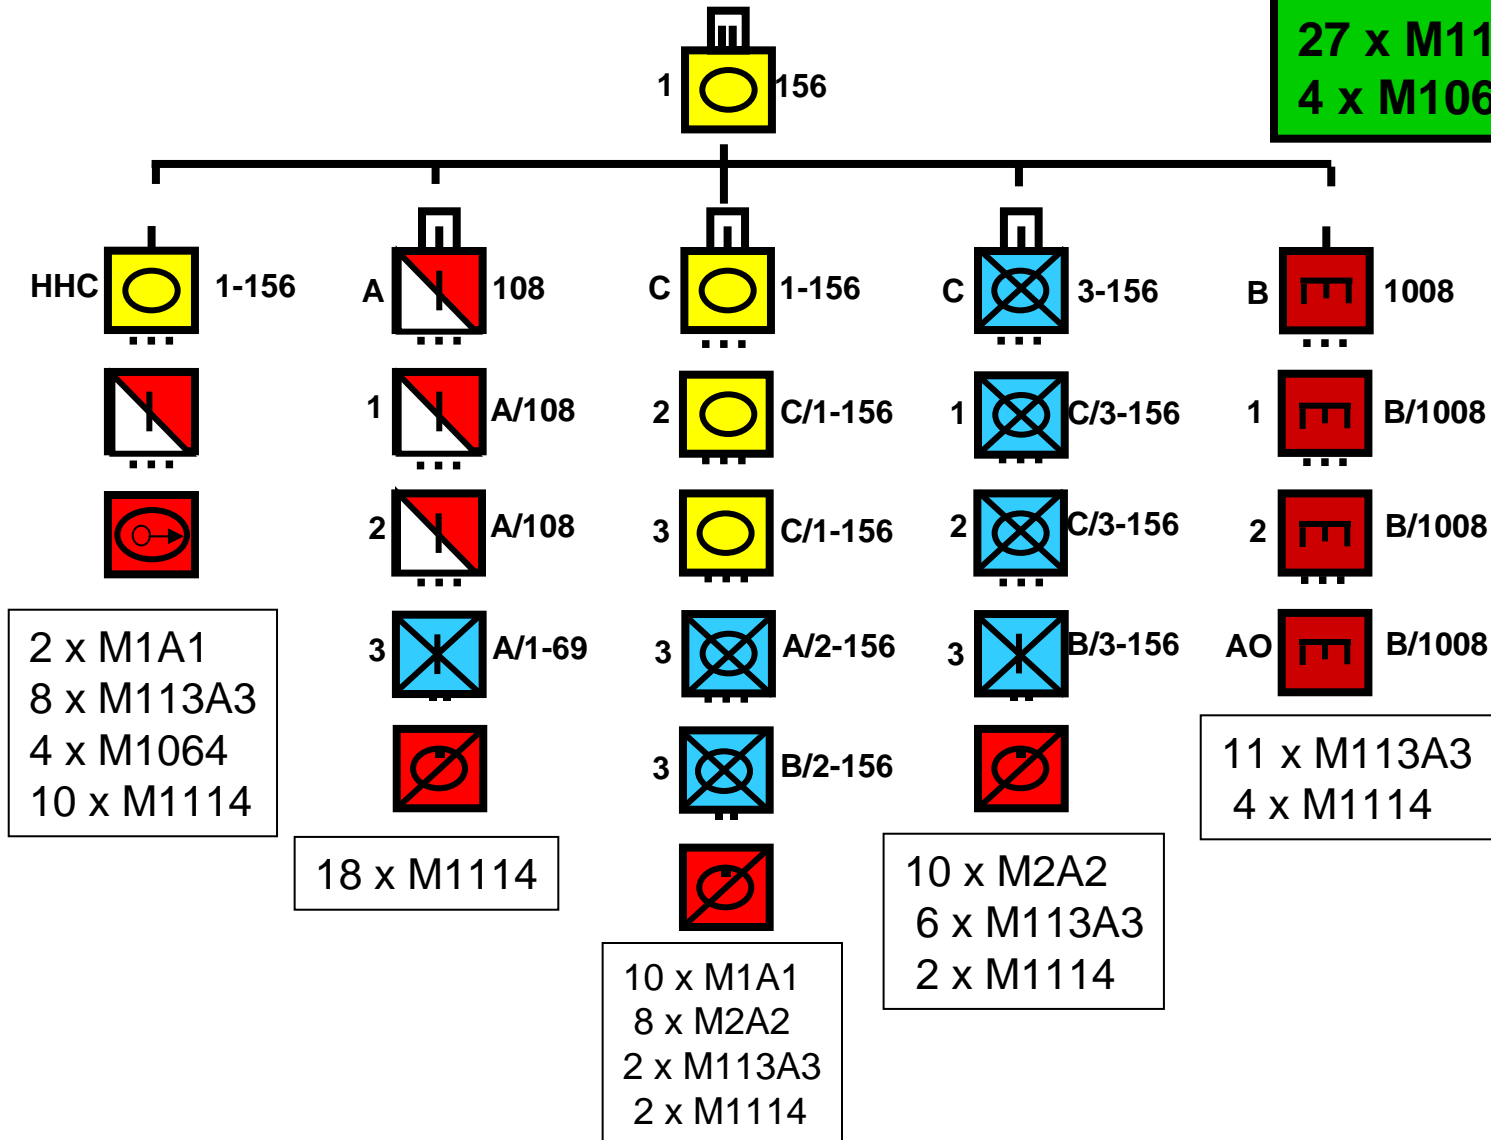 27 x M11
4 x M106
1 156
HHC 1-156
A 108
C 1-156
C 3-156
B 1008
1 A/108
2 C/1-156
1 C/3-156
1 B/1008
2 A/108
3 C/1-156
2 C/3-156
2 B/1008
3 A/1-69
3 A/2-156
3 B/3-156
AO B/1008
3 B/2-156
2 x M1A1
8 x M113A3
4 x M1064
10 x M1114
18 x M1114
10 x M1A1
8 x M2A2
2 x M113A3
2 x M1114
10 x M2A2
6 x M113A3
2 x M1114
11 x M113A3
4 x M1114